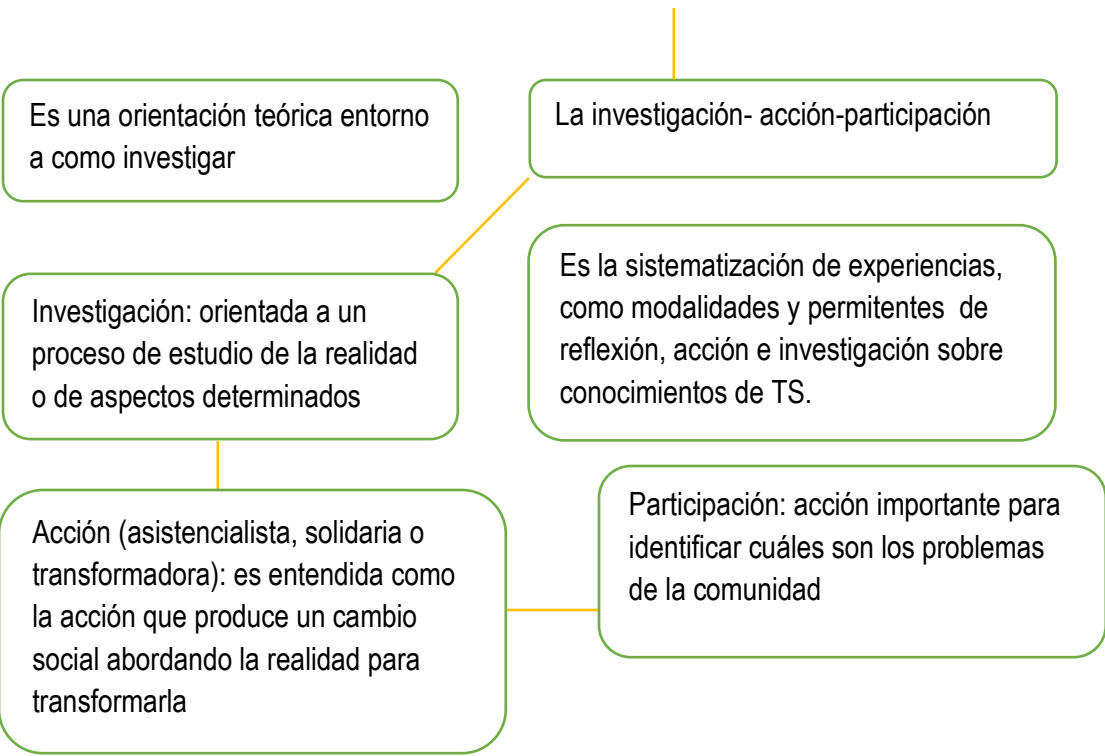 Es una orientación teórica entorno
a como investigar
La investigación- acción-participación
Investigación: orientada a un
proceso de estudio de la realidad
o de aspectos determinados
Es la sistematización de experiencias,
como modalidades y permitentes  de
reflexión, acción e investigación sobre
conocimientos de TS.
Acción (asistencialista, solidaria o
transformadora): es entendida como
la acción que produce un cambio
social abordando la realidad para
transformarla
Participación: acción importante para
identificar cuáles son los problemas
de la comunidad